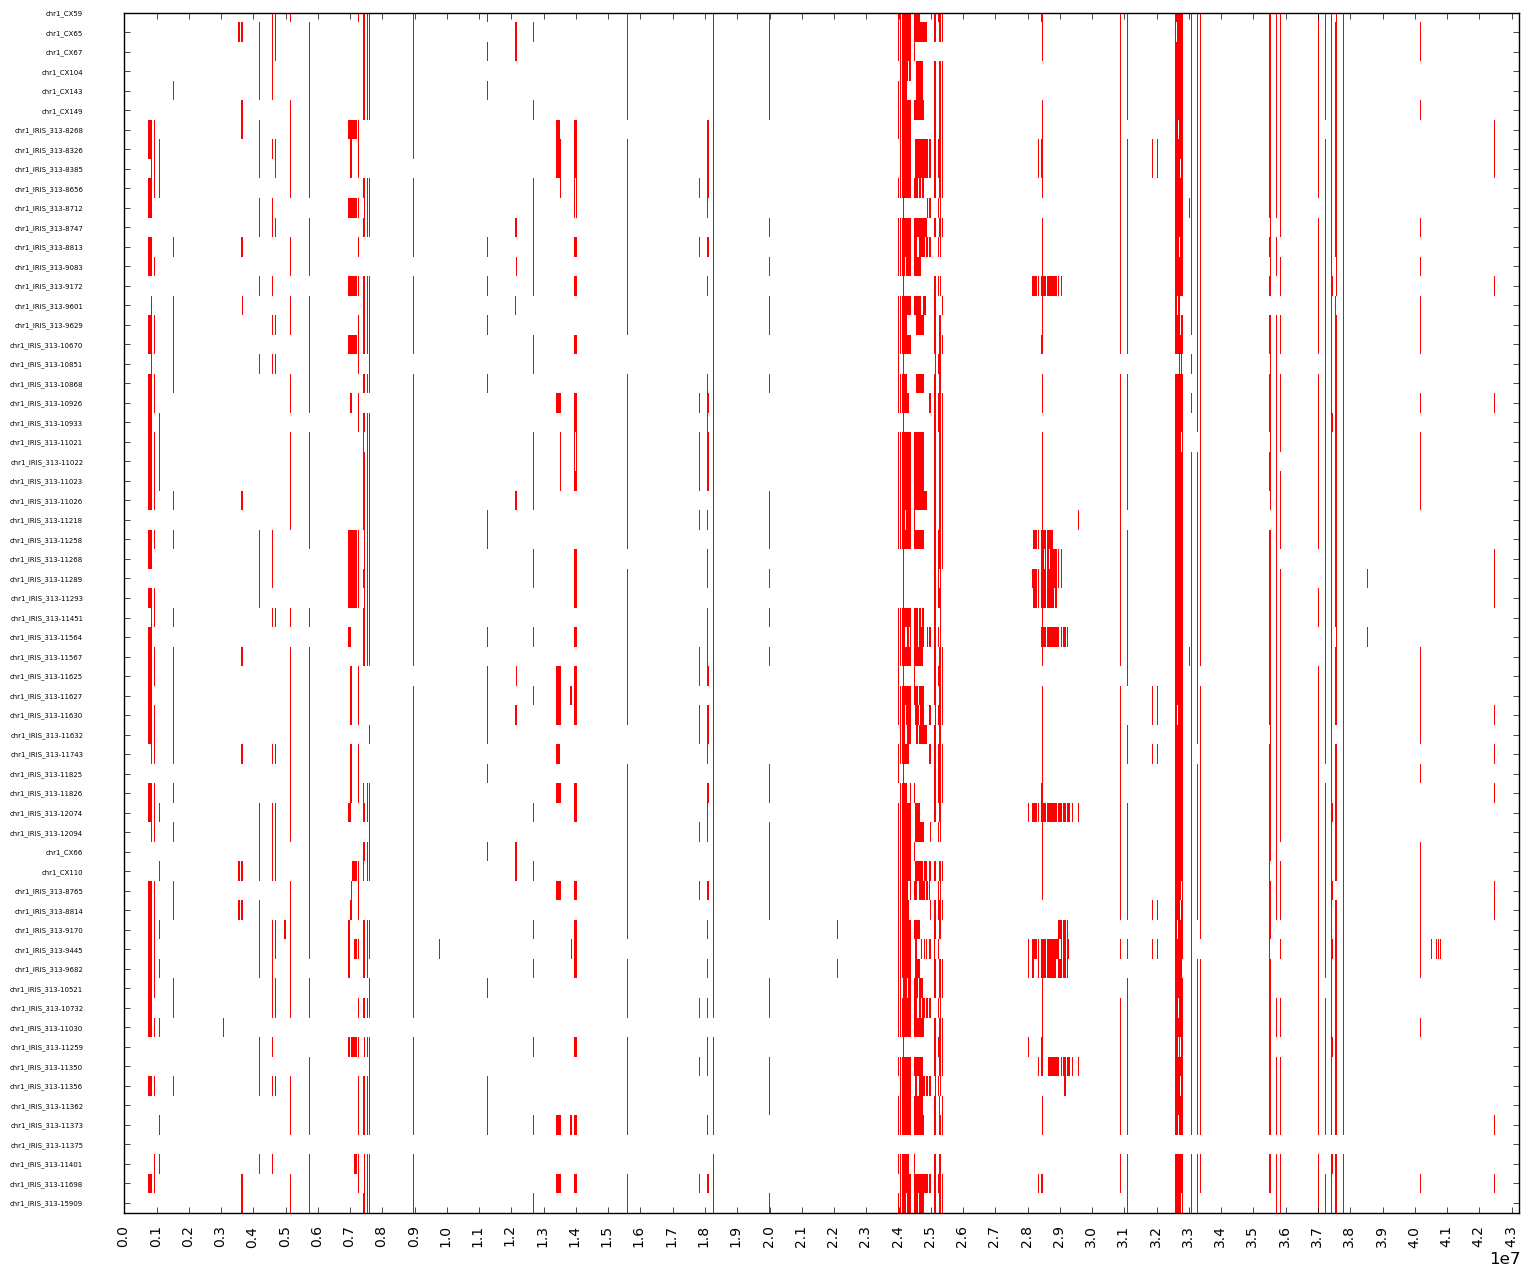 chr1_CX59
chr1_CX65
chr1_CX67
chr1_CX104
chr1_CX143
chr1_CX149
chr1_IRIS_313-8268
chr1_IRIS_313-8326
chr1_IRIS_313-8385
chr1_IRIS_313-8656
chr1_IRIS_313-8712
chr1_IRIS_313-8747
chr1_IRIS_313-8813
chr1_IRIS_313-9083
chr1_IRIS_313-9172
chr1_IRIS_313-9601
chr1_IRIS_313-9629
chr1_IRIS_313-10670
chr1_IRIS_313-10851
chr1_IRIS_313-10868
chr1_IRIS_313-10926
chr1_IRIS_313-10933
chr1_IRIS_313-11021
chr1_IRIS_313-11022
chr1_IRIS_313-11023
chr1_IRIS_313-11026
chr1_IRIS_313-11218
chr1_IRIS_313-11258
chr1_IRIS_313-11268
chr1_IRIS_313-11289
chr1_IRIS_313-11293
chr1_IRIS_313-11451
chr1_IRIS_313-11564
chr1_IRIS_313-11567
chr1_IRIS_313-11625
chr1_IRIS_313-11627
chr1_IRIS_313-11630
chr1_IRIS_313-11632
chr1_IRIS_313-11743
chr1_IRIS_313-11825
chr1_IRIS_313-11826
chr1_IRIS_313-12074
chr1_IRIS_313-12094
chr1_CX66
chr1_CX110
chr1_IRIS_313-8765
chr1_IRIS_313-8814
chr1_IRIS_313-9170
chr1_IRIS_313-9445
chr1_IRIS_313-9682
chr1_IRIS_313-10521
chr1_IRIS_313-10732
chr1_IRIS_313-11030
chr1_IRIS_313-11259
chr1_IRIS_313-11350
chr1_IRIS_313-11356
chr1_IRIS_313-11362
chr1_IRIS_313-11373
chr1_IRIS_313-11375
chr1_IRIS_313-11401
chr1_IRIS_313-11698
chr1_IRIS_313-15909
0.0 0.1 0.2 0.3 0.4 0.5 0.6 0.7 0.8 0.9 1.0 1.1 1.2 1.3 1.4 1.5 1.6 1.7 1.8 1.9 2.0 2.1 2.2 2.3 2.4 2.5 2.6 2.7 2.8 2.9 3.0 3.1 3.2 3.3 3.4 3.5 3.6 3.7 3.8 3.9 4.0 4.1 4.2 4.3
1e7